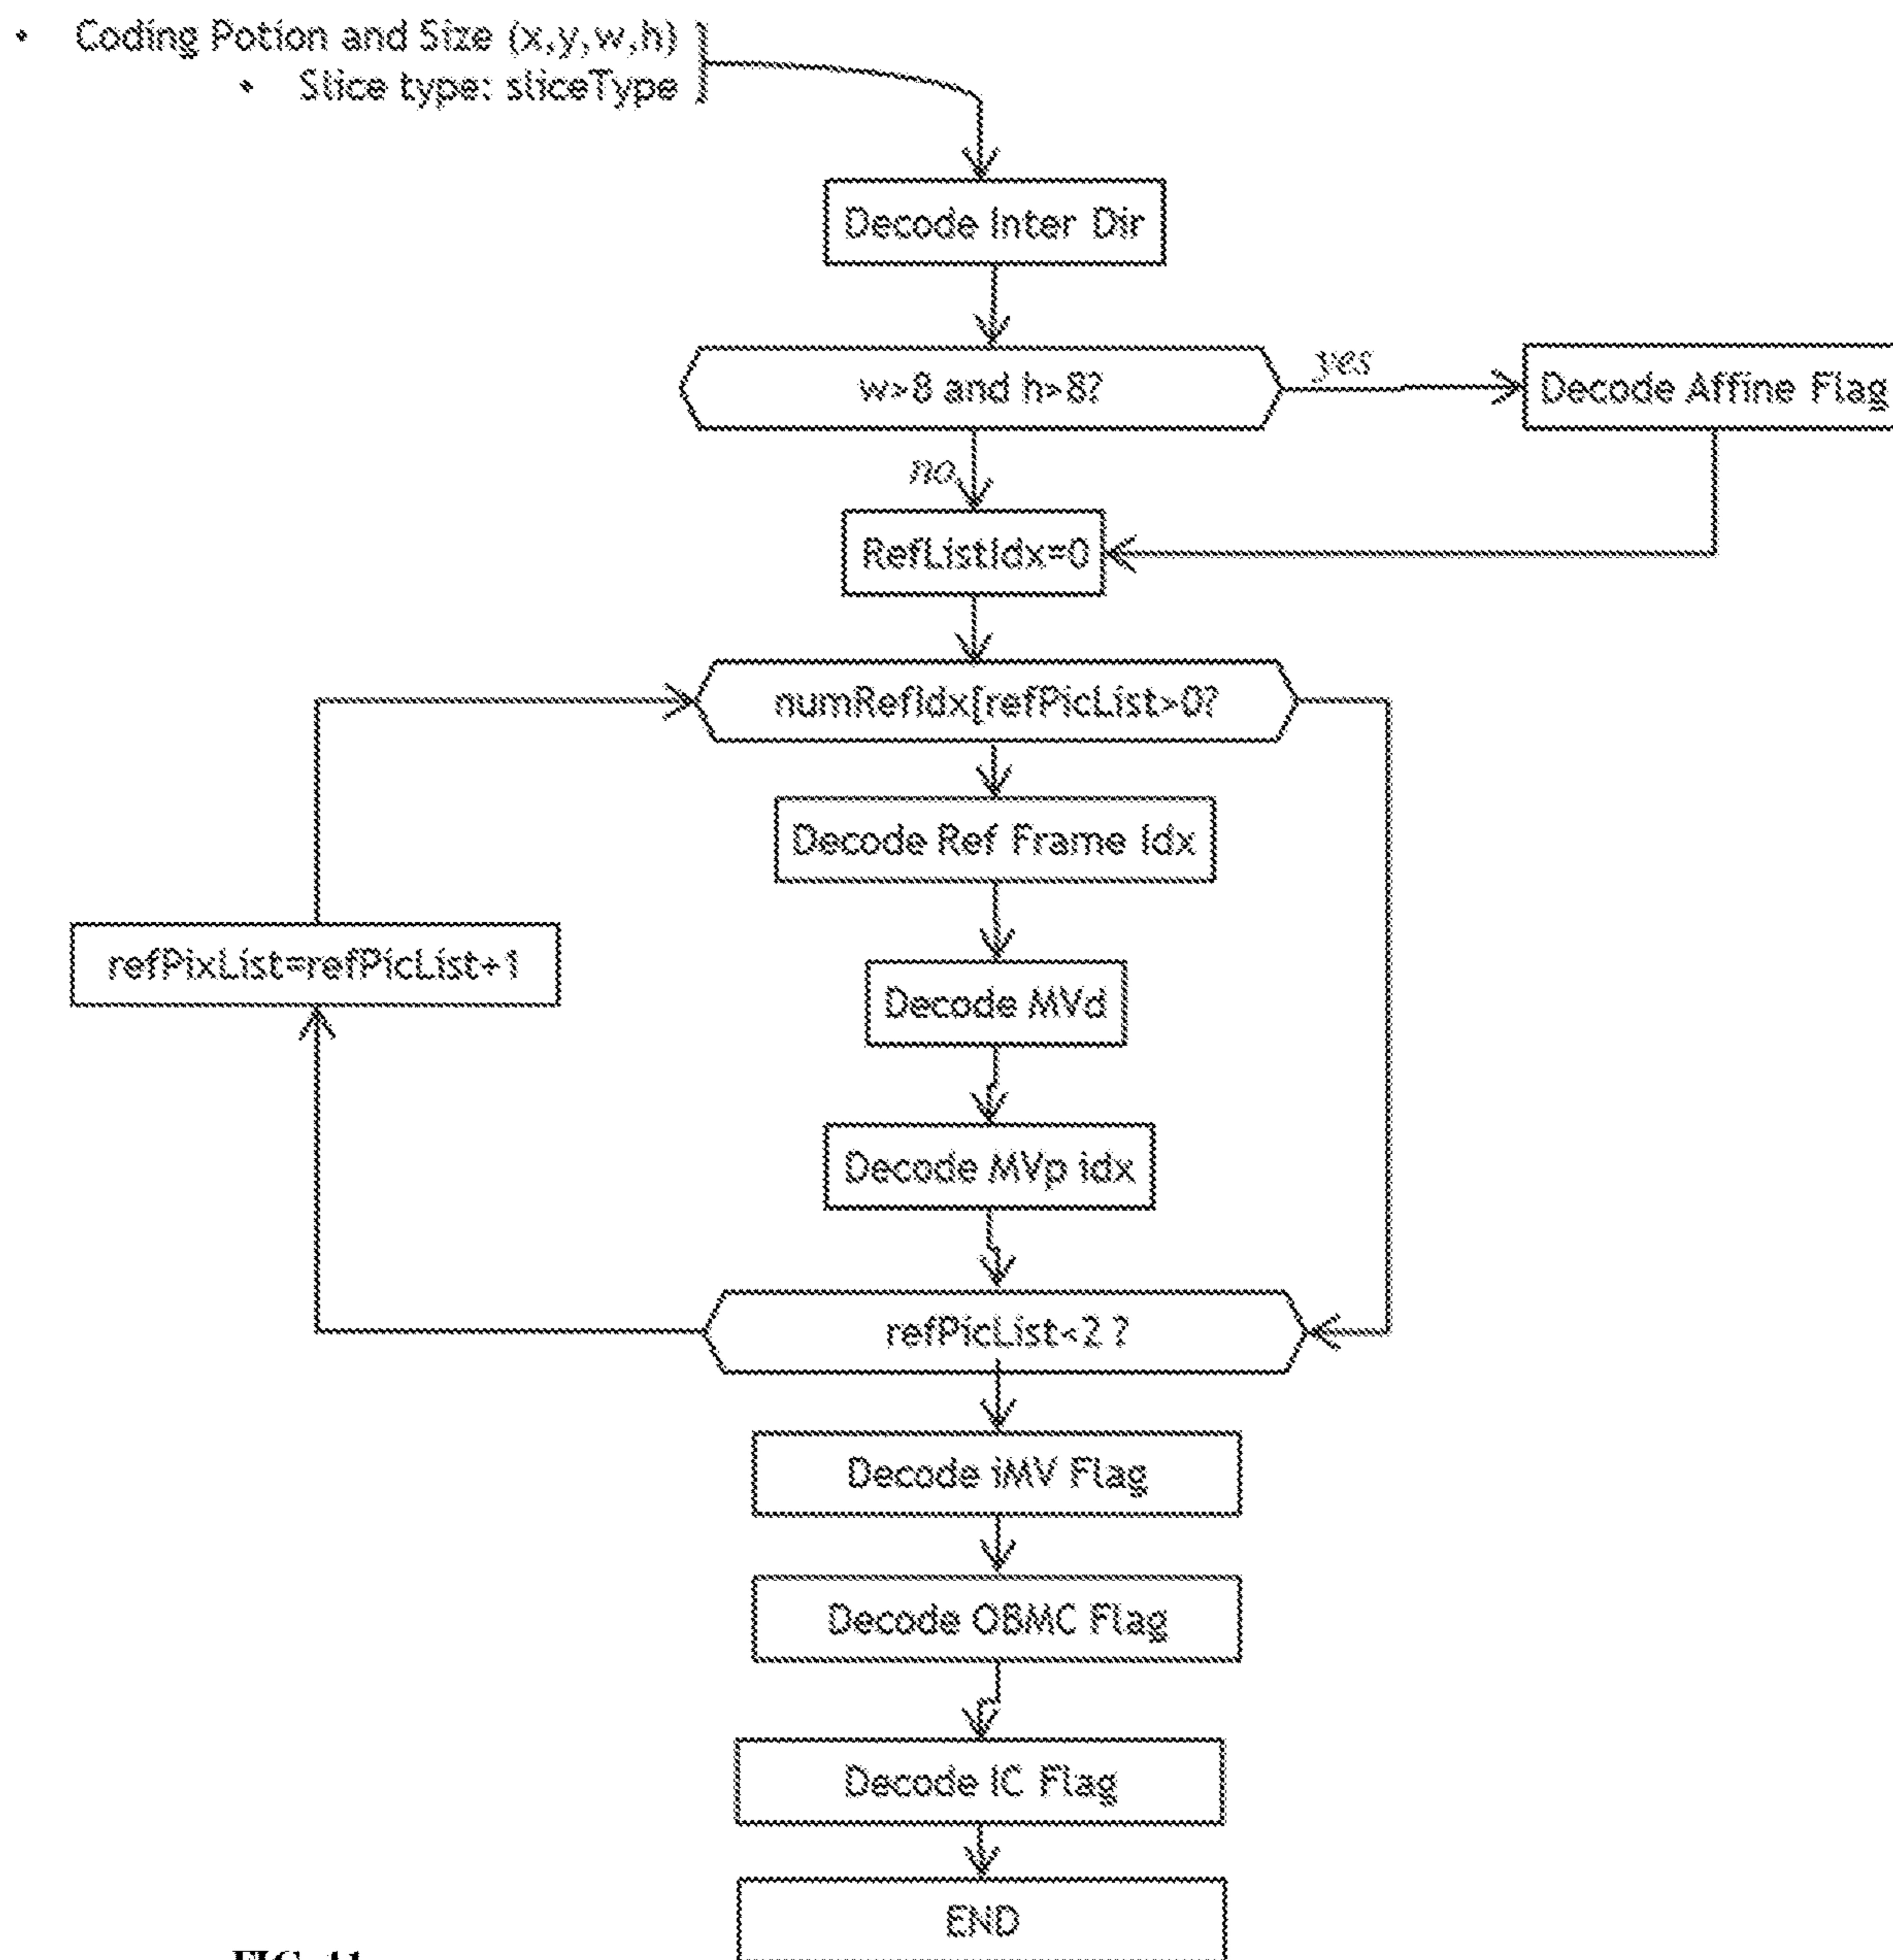 • Coding Potion and Size (x,y,w,h)
• Slice type: sliceType
Decode Inter Dir
w>8 and h>8?
yes
Decode Affine Flag
no
RefListIdx=0
numRefIdx[refPicList>0?
Decode Ref Frame Idx
refPixList=refPicList+1
Decode MVd
Decode MVp idx
refPicList<2 ?
Decode iMV Flag
Decode OBMC Flag
Decode IC Flag
END